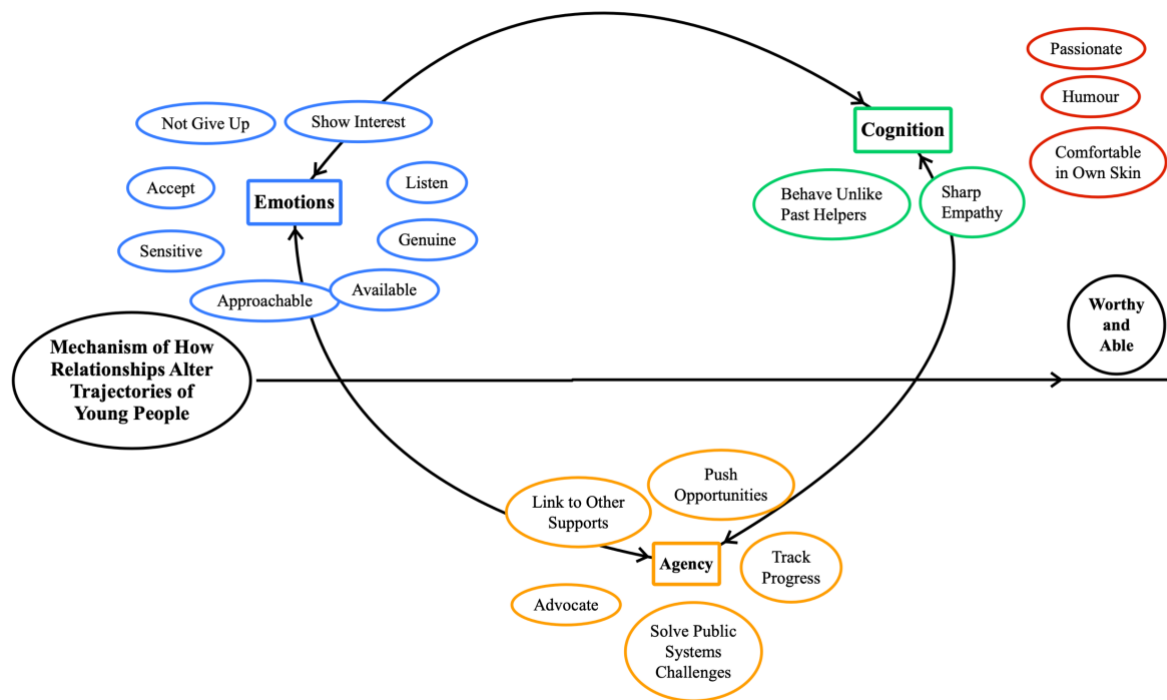 Passionate
Humour
Comfortable
in Own Skin
Not Give Up
Show Interest
Accept
Listen
Emotions
Sensitive
Genuine
Approachable
Available
Cognition
Behave Unlike
Past Helpers
Sharp
Empathy
Mechanism of How
Relationships Alter
Trajectories of
Young People
Worthy
and
Able
Link to Other
Supports
Push
Opportunities
Agency
Track
Progress
Advocate
Solve Public
Systems
Challenges